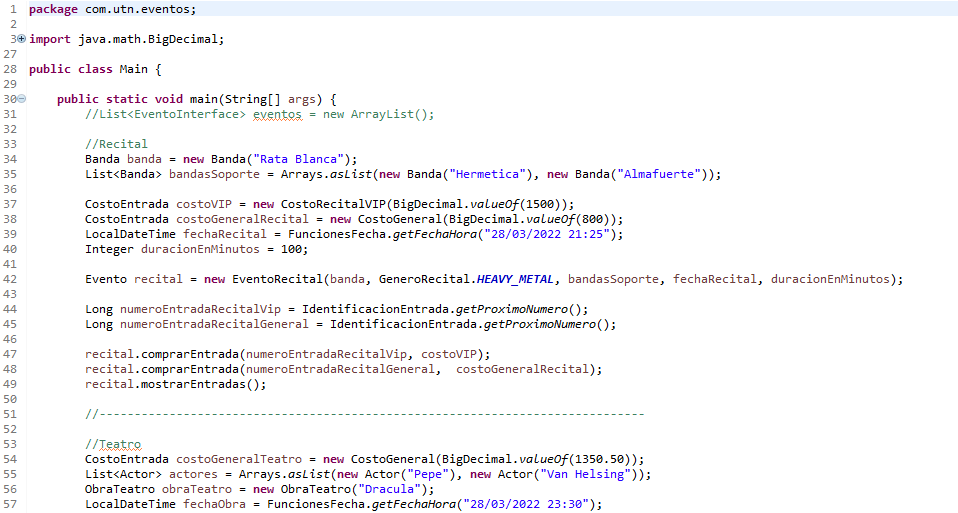 1 package com.utn.eventos;
2
3 import java.math.BigDecimal;
27
28 public class Main {
29
30     public static void main(String[] args) {
31         //List<EventoInterface> eventos = new ArrayList();
32
33         //Recital
34         Banda banda = new Banda("Rata Blanca");
35         List<Banda> bandasSoporte = Arrays.asList(new Banda("Hermetica"), new Banda("Almafuerte"));
36
37         CostoEntrada costoVIP = new CostoRecitalVIP(BigDecimal.valueOf(1500));
38         CostoEntrada costoGeneralRecital = new CostoGeneral(BigDecimal.valueOf(800));
39         LocalDateTime fechaRecital = FuncionesFecha.getFechaHora("28/03/2022 21:25");
40         Integer duracionEnMinutos = 100;
41
42         Evento recital = new EventoRecital(banda, GeneroRecital.HEAVY_METAL, bandasSoporte, fechaRecital, duracionEnMinutos);
43
44         Long numeroEntradaRecitalVip = IdentificacionEntrada.getProximoNumero();
45         Long numeroEntradaRecitalGeneral = IdentificacionEntrada.getProximoNumero();
46
47         recital.comprarEntrada(numeroEntradaRecitalVip, costoVIP);
48         recital.comprarEntrada(numeroEntradaRecitalGeneral,  costoGeneralRecital);
49         recital.mostrarEntradas();
50
51         //------------------------------------------------------------------------------
52
53         //Teatro
54         CostoEntrada costoGeneralTeatro = new CostoGeneral(BigDecimal.valueOf(1350.50));
55         List<Actor> actores = Arrays.asList(new Actor("Pepe"), new Actor("Van Helsing"));
56         ObraTeatro obraTeatro = new ObraTeatro("Dracula");
57         LocalDateTime fechaObra = FuncionesFecha.getFechaHora("28/03/2022 23:30");